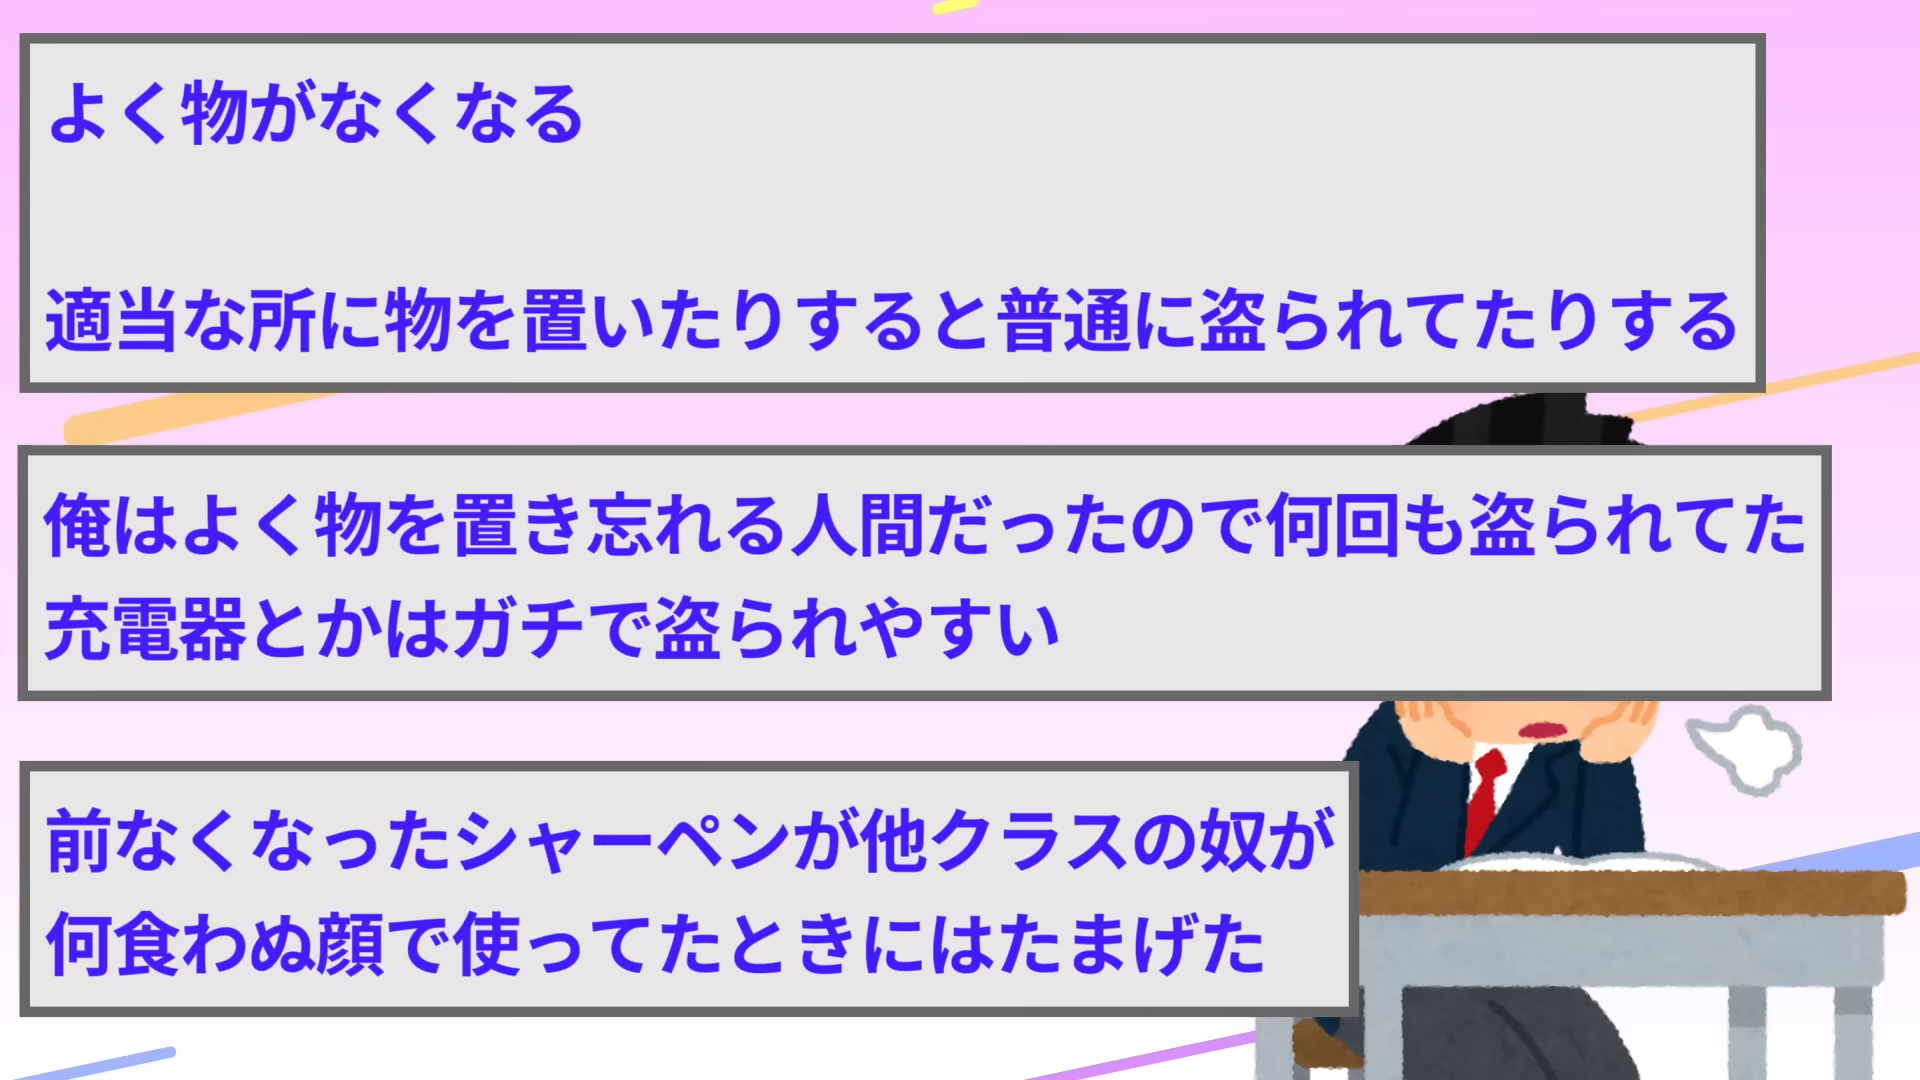 よく物がなくなる
適当な所に物を置いたりすると普通に盗られてたりする
俺はよく物を置き忘れる人間だったので何回も盗られてた
充電器とかはガチで盗られやすい
前なくなったシャーペンが他クラスの奴が
何食わぬ顔で使ってたときにはたまげた